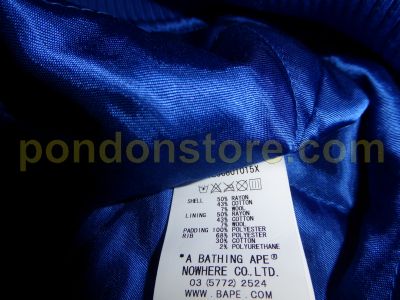 pondonstore.com
SHELL 50% RAYON
43% COTTON
7% WOOL
LINING 50% RAYON
43% COTTON
7% WOOL
PADDING 100% POLYESTER
RIB 68% POLYESTER
30% COTTON
2% POLYURETHANE
"A BATHING APE®
NOWHERE CO.,LTD.
03 (5772) 2524
WWW.BAPE.COM